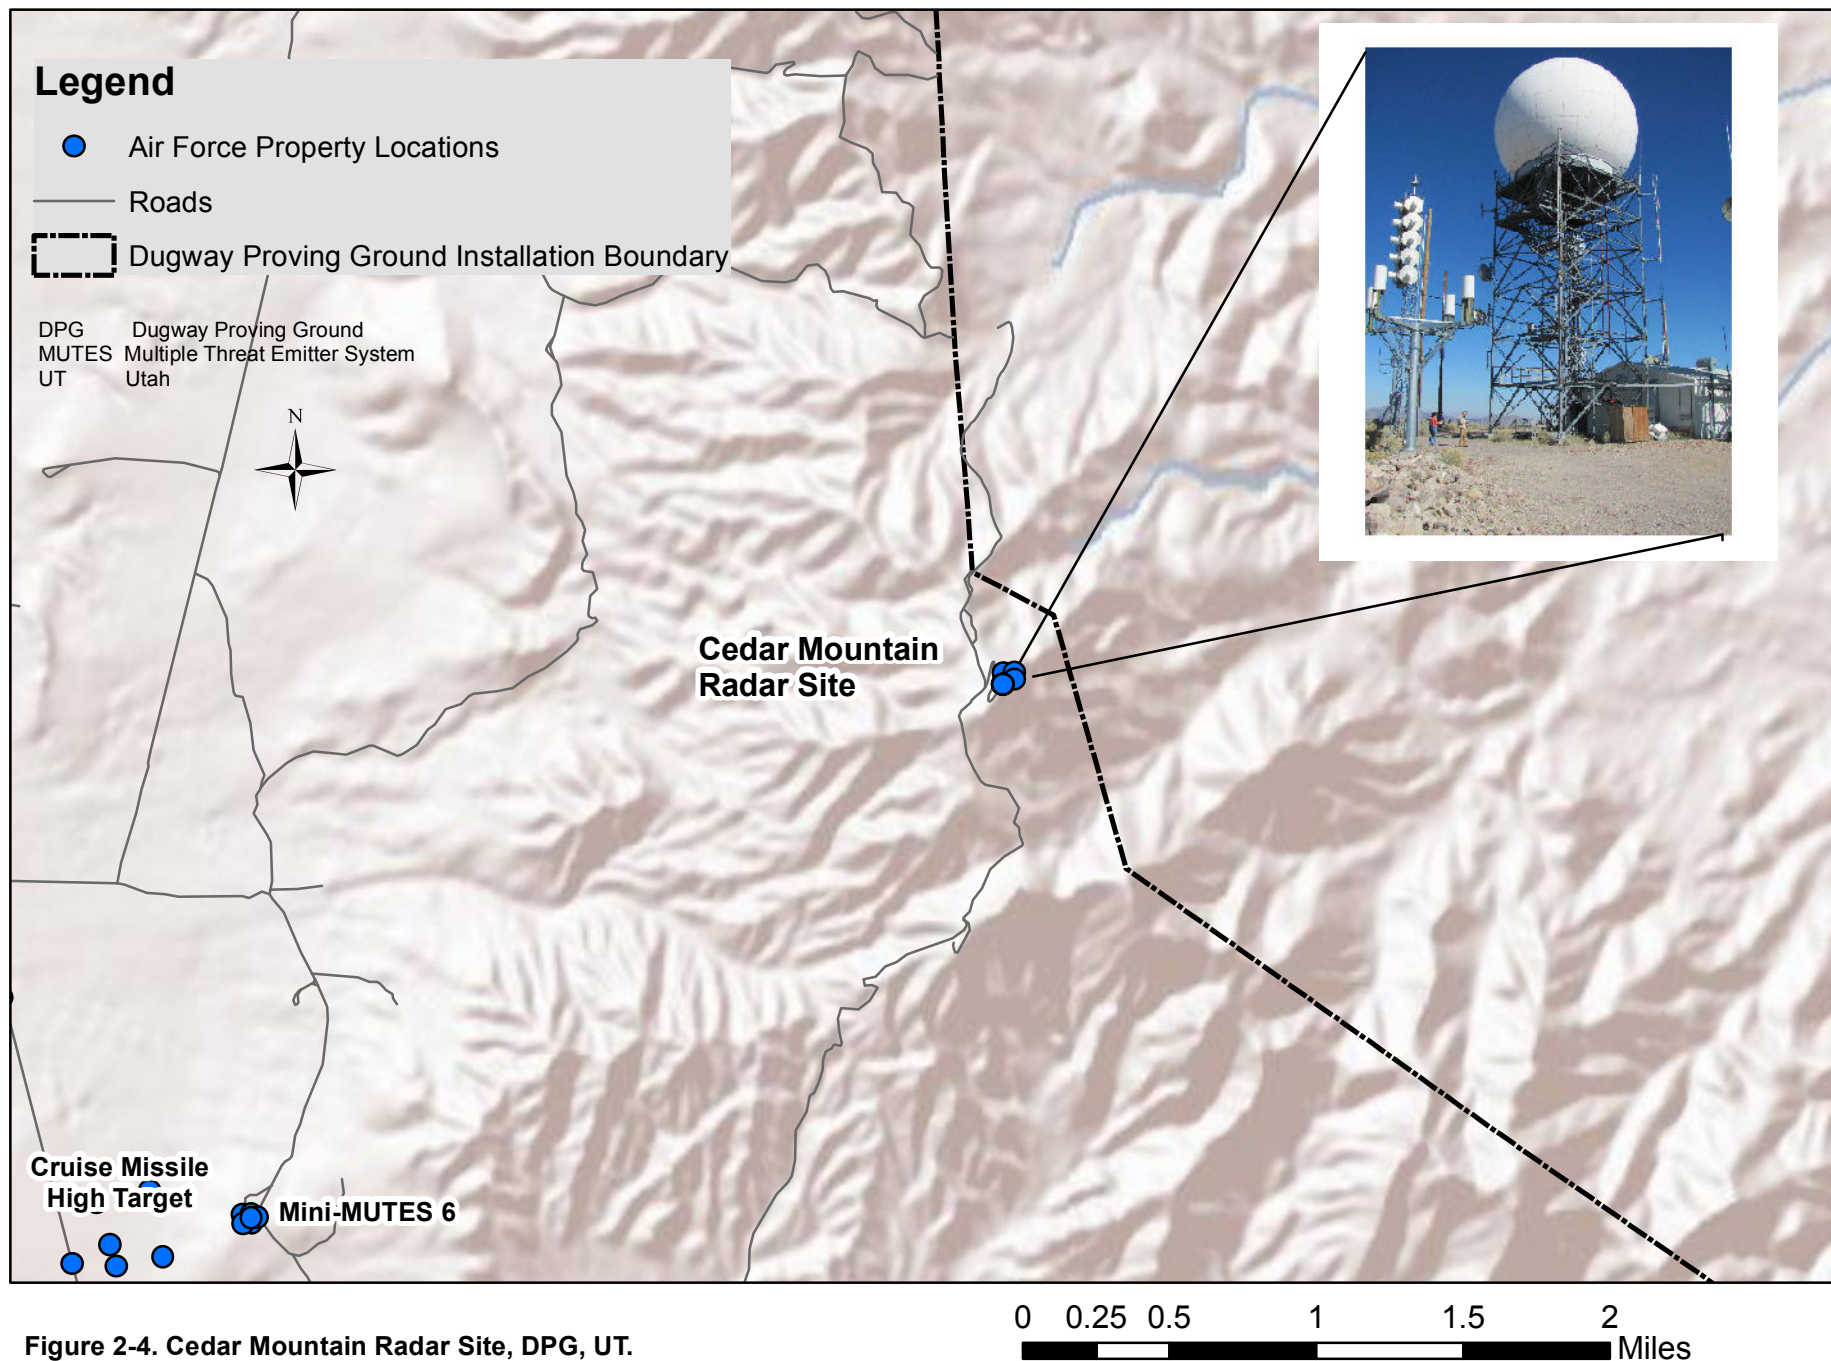 Legend
Air Force Property Locations
Roads
Dugway Proving Ground Installation Boundary
DPG Dugway Proving Ground
MUTES Multiple Threat Emitter System
UT Utah
N
Cedar Mountain
Radar Site
Cruise Missile
High Target
Mini-MUTES 6
0 0.25 0.5 1 1.5 2
Miles
Figure 2-4. Cedar Mountain Radar Site, DPG, UT.